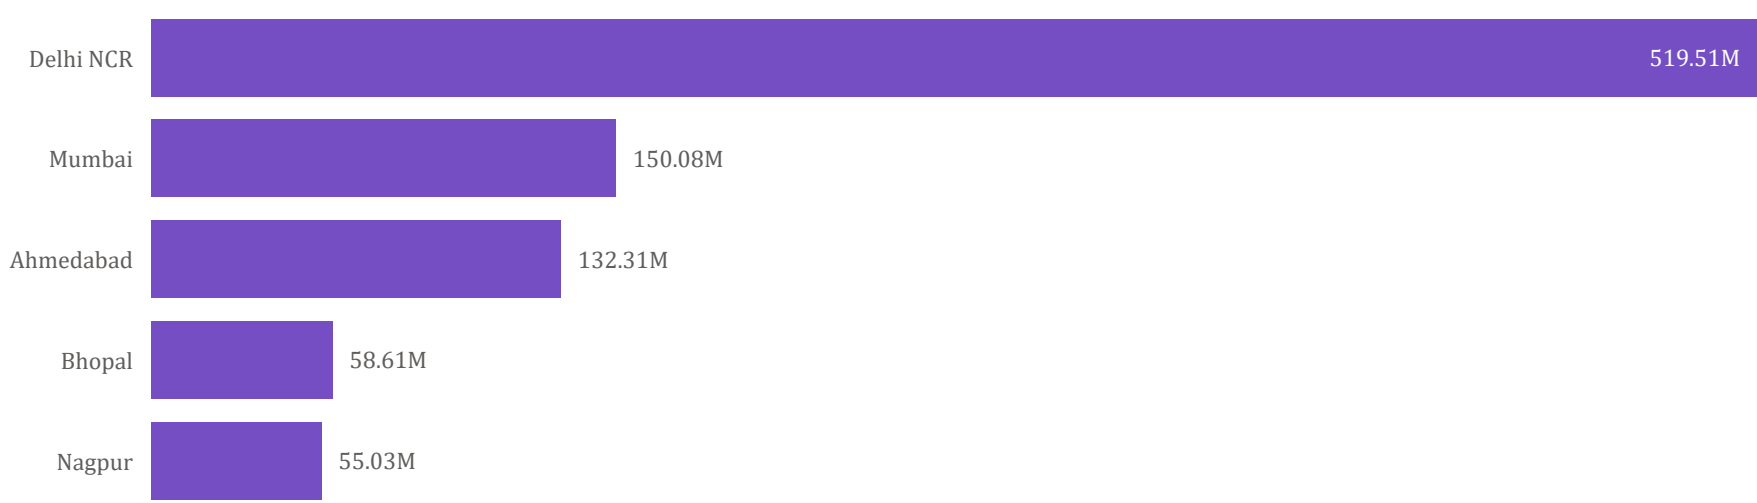 Delhi NCR 519.51M
Mumbai 150.08M
Ahmedabad 132.31M
Bhopal 58.61M
Nagpur 55.03M